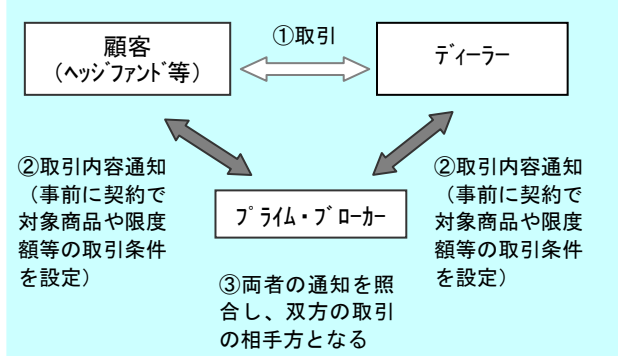 ①取引
顧客
(ヘッジファンド等)
ディーラー
②取引内容通知
(事前に契約で
対象商品や限度
額等の取引条件
を設定)
②取引内容通知
(事前に契約で
対象商品や限度
額等の取引条件
を設定)
プライム・ブローカー
③両者の通知を照
合し、双方の取引
の相手方となる